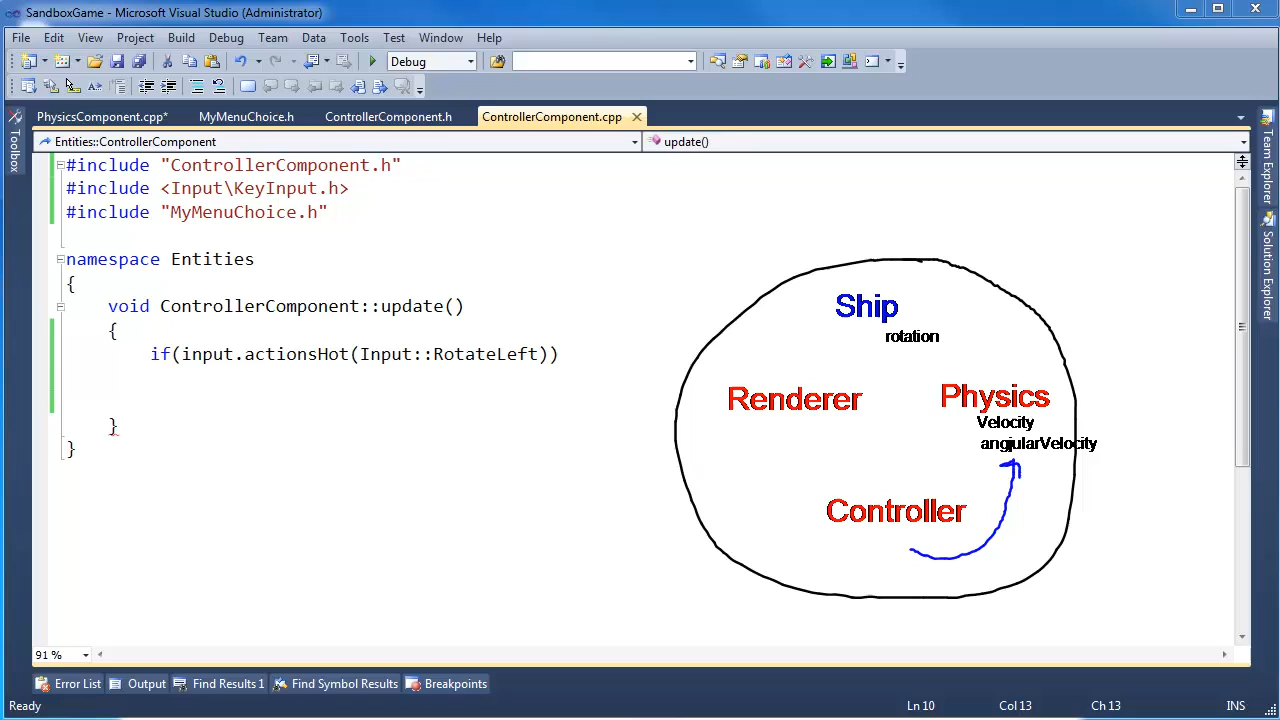 SandboxGame - Microsoft Visual Studio (Administrator)
File Edit View Project Build Debug Team Data Tools Test Window Help
Debug
PhysicsComponent.cpp* MyMenuChoice.h ControllerComponent.h ControllerComponent.cpp
Entities::ControllerComponent update()
Toolbox
Team Explorer
Solution Explorer
#include "ControllerComponent.h"
#include <Input\KeyInput.h>
#include "MyMenuChoice.h"
namespace Entities
{
void ControllerComponent::update()
{
if(input.actionsHot(Input::RotateLeft))
}
}
Ship
rotation
Renderer
Physics
Velocity
angjularVelocity
Controller
91 %
Error List Output Find Results 1 Find Symbol Results Breakpoints
Ready Ln 10 Col 13 Ch 13 INS